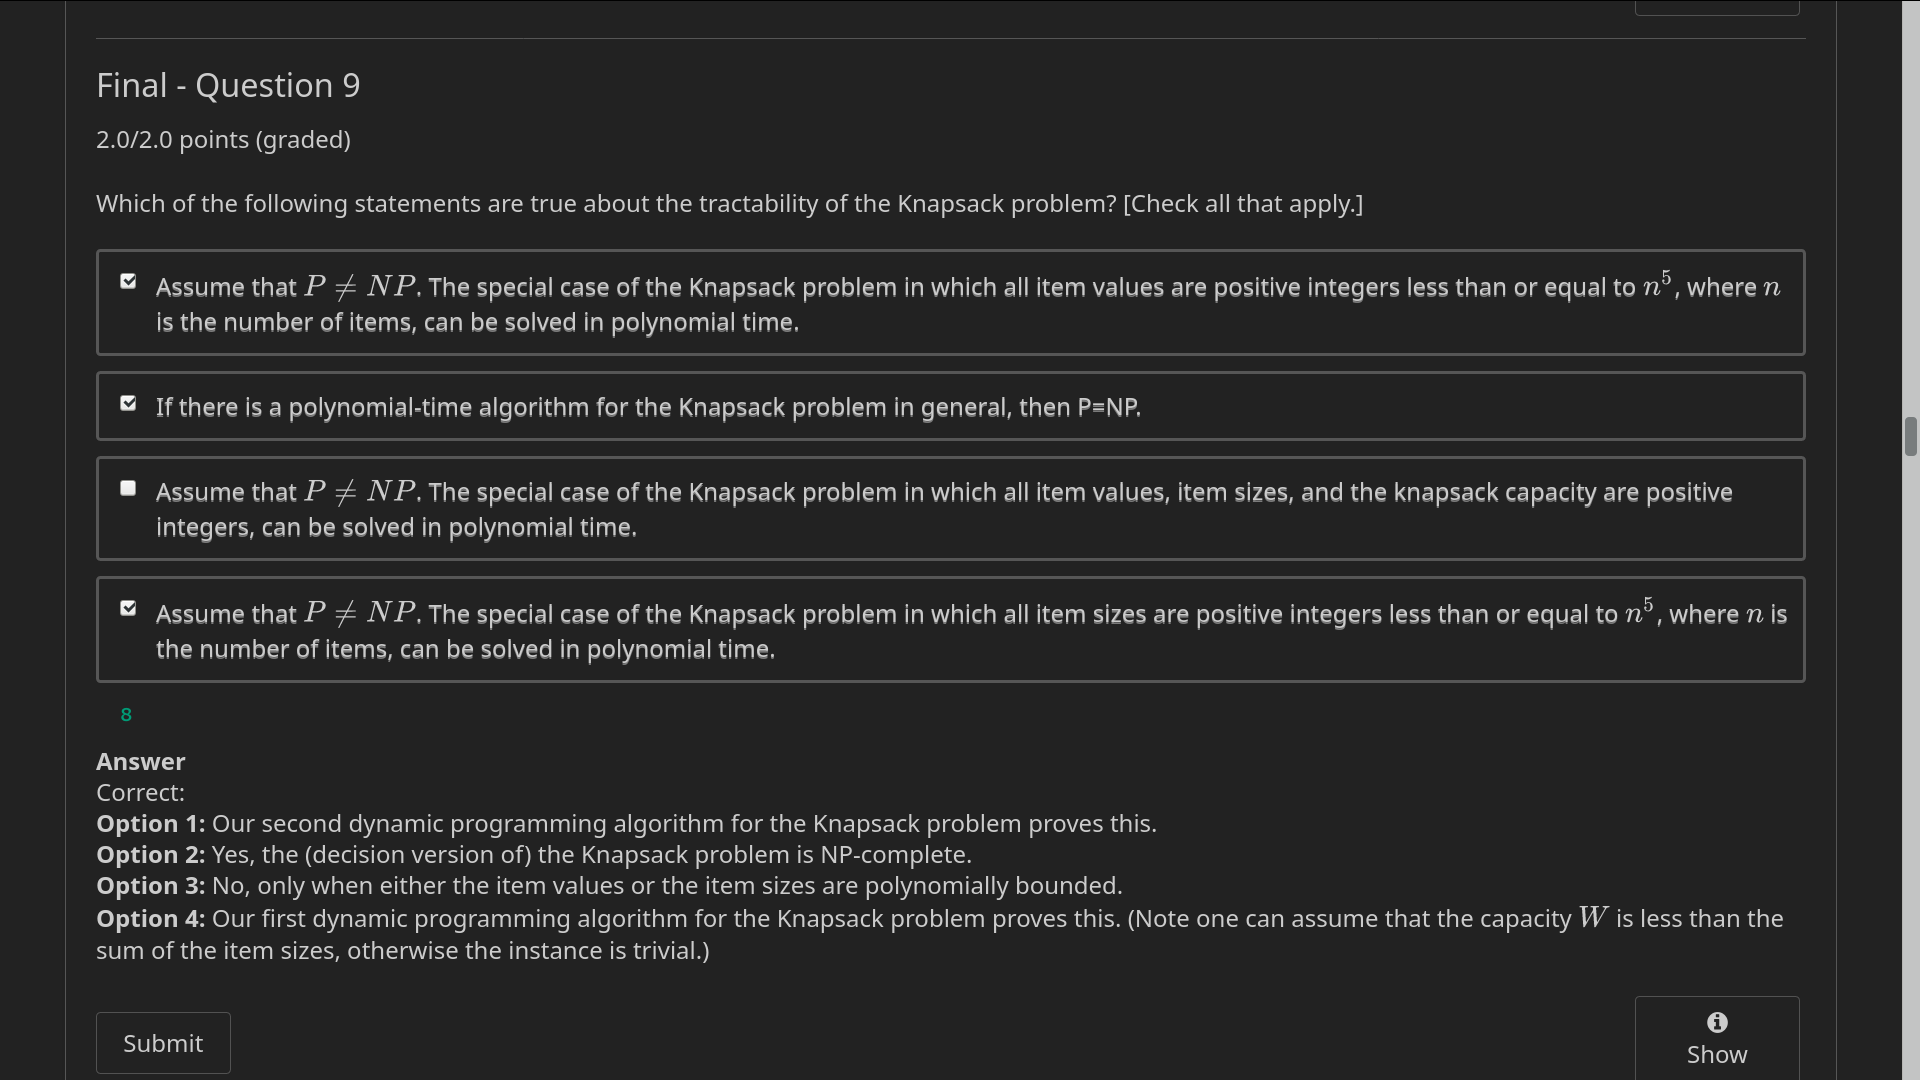 Final - Question 9
2.0/2.0 points (graded)
Which of the following statements are true about the tractability of the Knapsack problem? [Check all that apply.]
Assume that P ≠ NP. The special case of the Knapsack problem in which all item values are positive integers less than or equal to n⁵, where n
is the number of items, can be solved in polynomial time.
If there is a polynomial-time algorithm for the Knapsack problem in general, then P=NP.
Assume that P ≠ NP. The special case of the Knapsack problem in which all item values, item sizes, and the knapsack capacity are positive
integers, can be solved in polynomial time.
Assume that P ≠ NP. The special case of the Knapsack problem in which all item sizes are positive integers less than or equal to n⁵, where n is
the number of items, can be solved in polynomial time.
8
Answer
Correct:
Option 1: Our second dynamic programming algorithm for the Knapsack problem proves this.
Option 2: Yes, the (decision version of) the Knapsack problem is NP-complete.
Option 3: No, only when either the item values or the item sizes are polynomially bounded.
Option 4: Our first dynamic programming algorithm for the Knapsack problem proves this. (Note one can assume that the capacity W is less than the
sum of the item sizes, otherwise the instance is trivial.)
Submit
Show